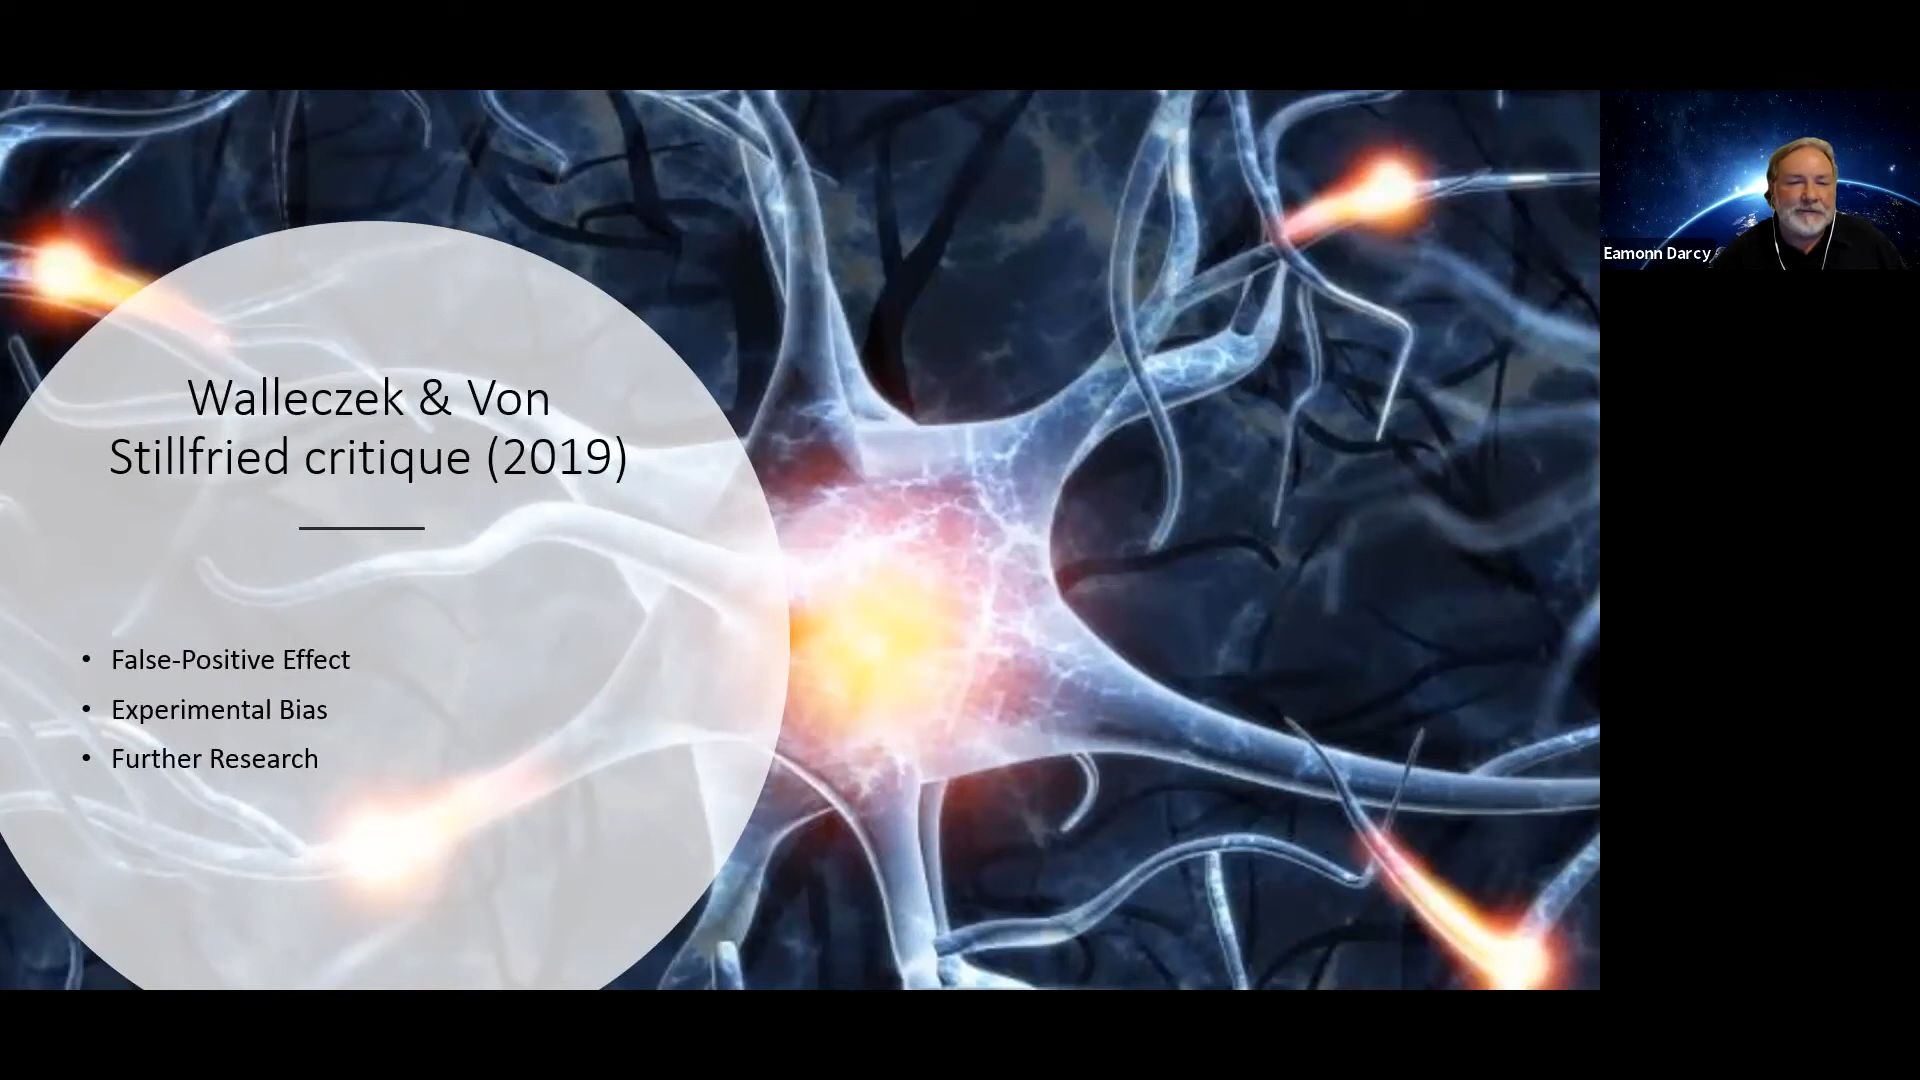 Walleczek & Von
Stillfried critique (2019)
• False-Positive Effect
• Experimental Bias
• Further Research
Eamonn Darcy